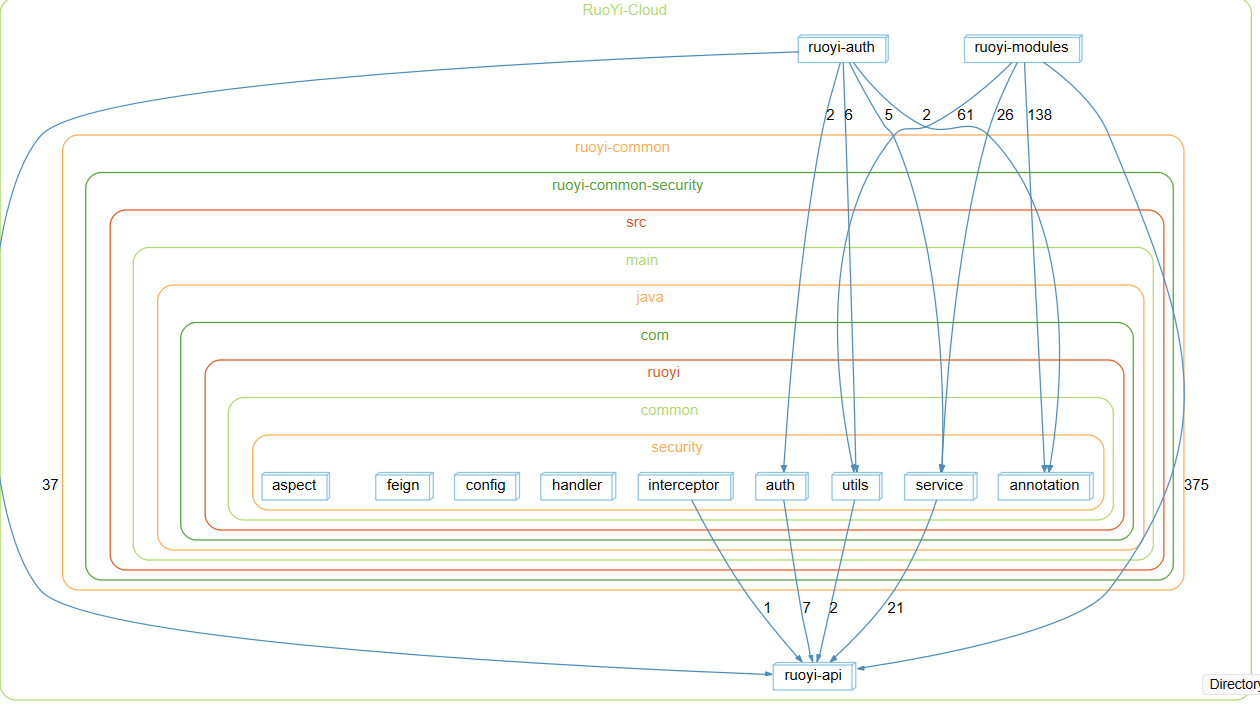 RuoYi-Cloud
ruoyi-auth
ruoyi-modules
2
6
5
2
61
26
138
ruoyi-common
ruoyi-common-security
src
main
java
com
ruoyi
common
security
37
aspect
feign
config
handler
interceptor
auth
utils
service
annotation
375
1
7
2
21
ruoyi-api